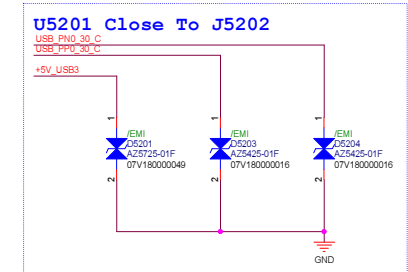 U5201 Close To J5202
USB_PN0_30_C
USB_PP0_30_C
+5V_USB3
1
1
1
/EMI
/EMI
/EMI
D5201
D5203
D5204
AZ5725-01F
AZ5425-01F
AZ5425-01F
07V180000049
07V180000016
07V180000016
2
2
2
GND